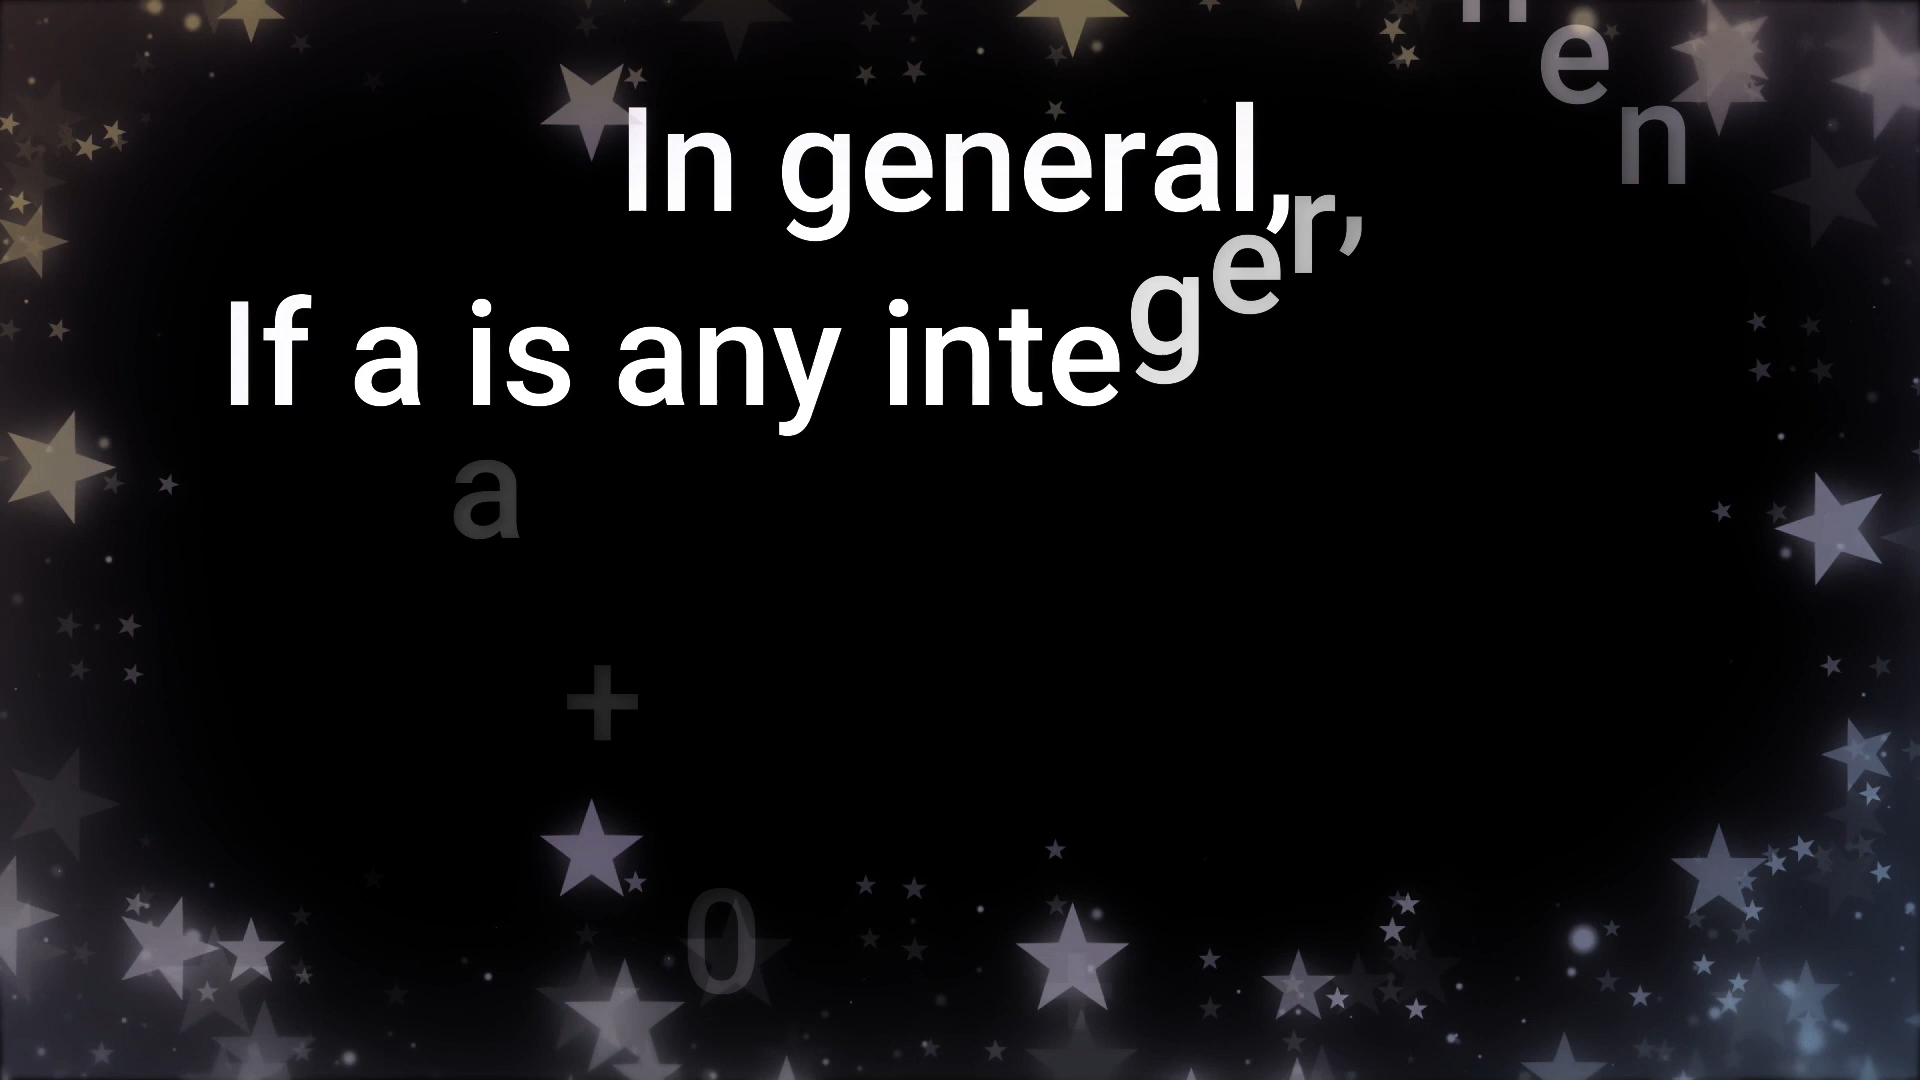 In general,
If a is any integer,
a + 0